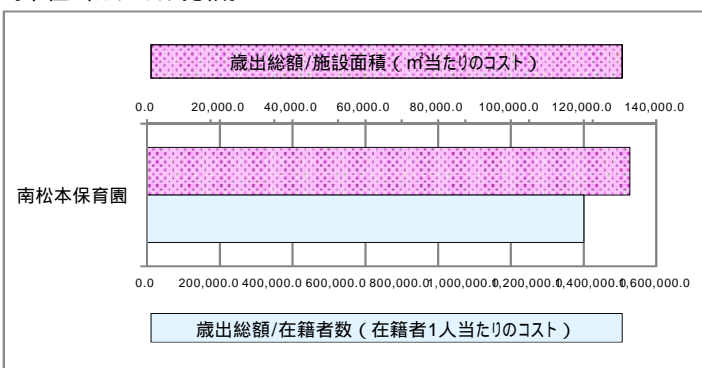 歳出総額/施設面積(㎡当たりのコスト)
0.0 20,000.0 40,000.0 60,000.0 80,000.0 100,000.0 120,000.0 140,000.0
南松本保育園
0.0 200,000.0 400,000.0 600,000.0 800,000.0 1,000,000.0 1,200,000.0 1,400,000.0 1,600,000.0
歳出総額/在籍者数(在籍者1人当たりのコスト)